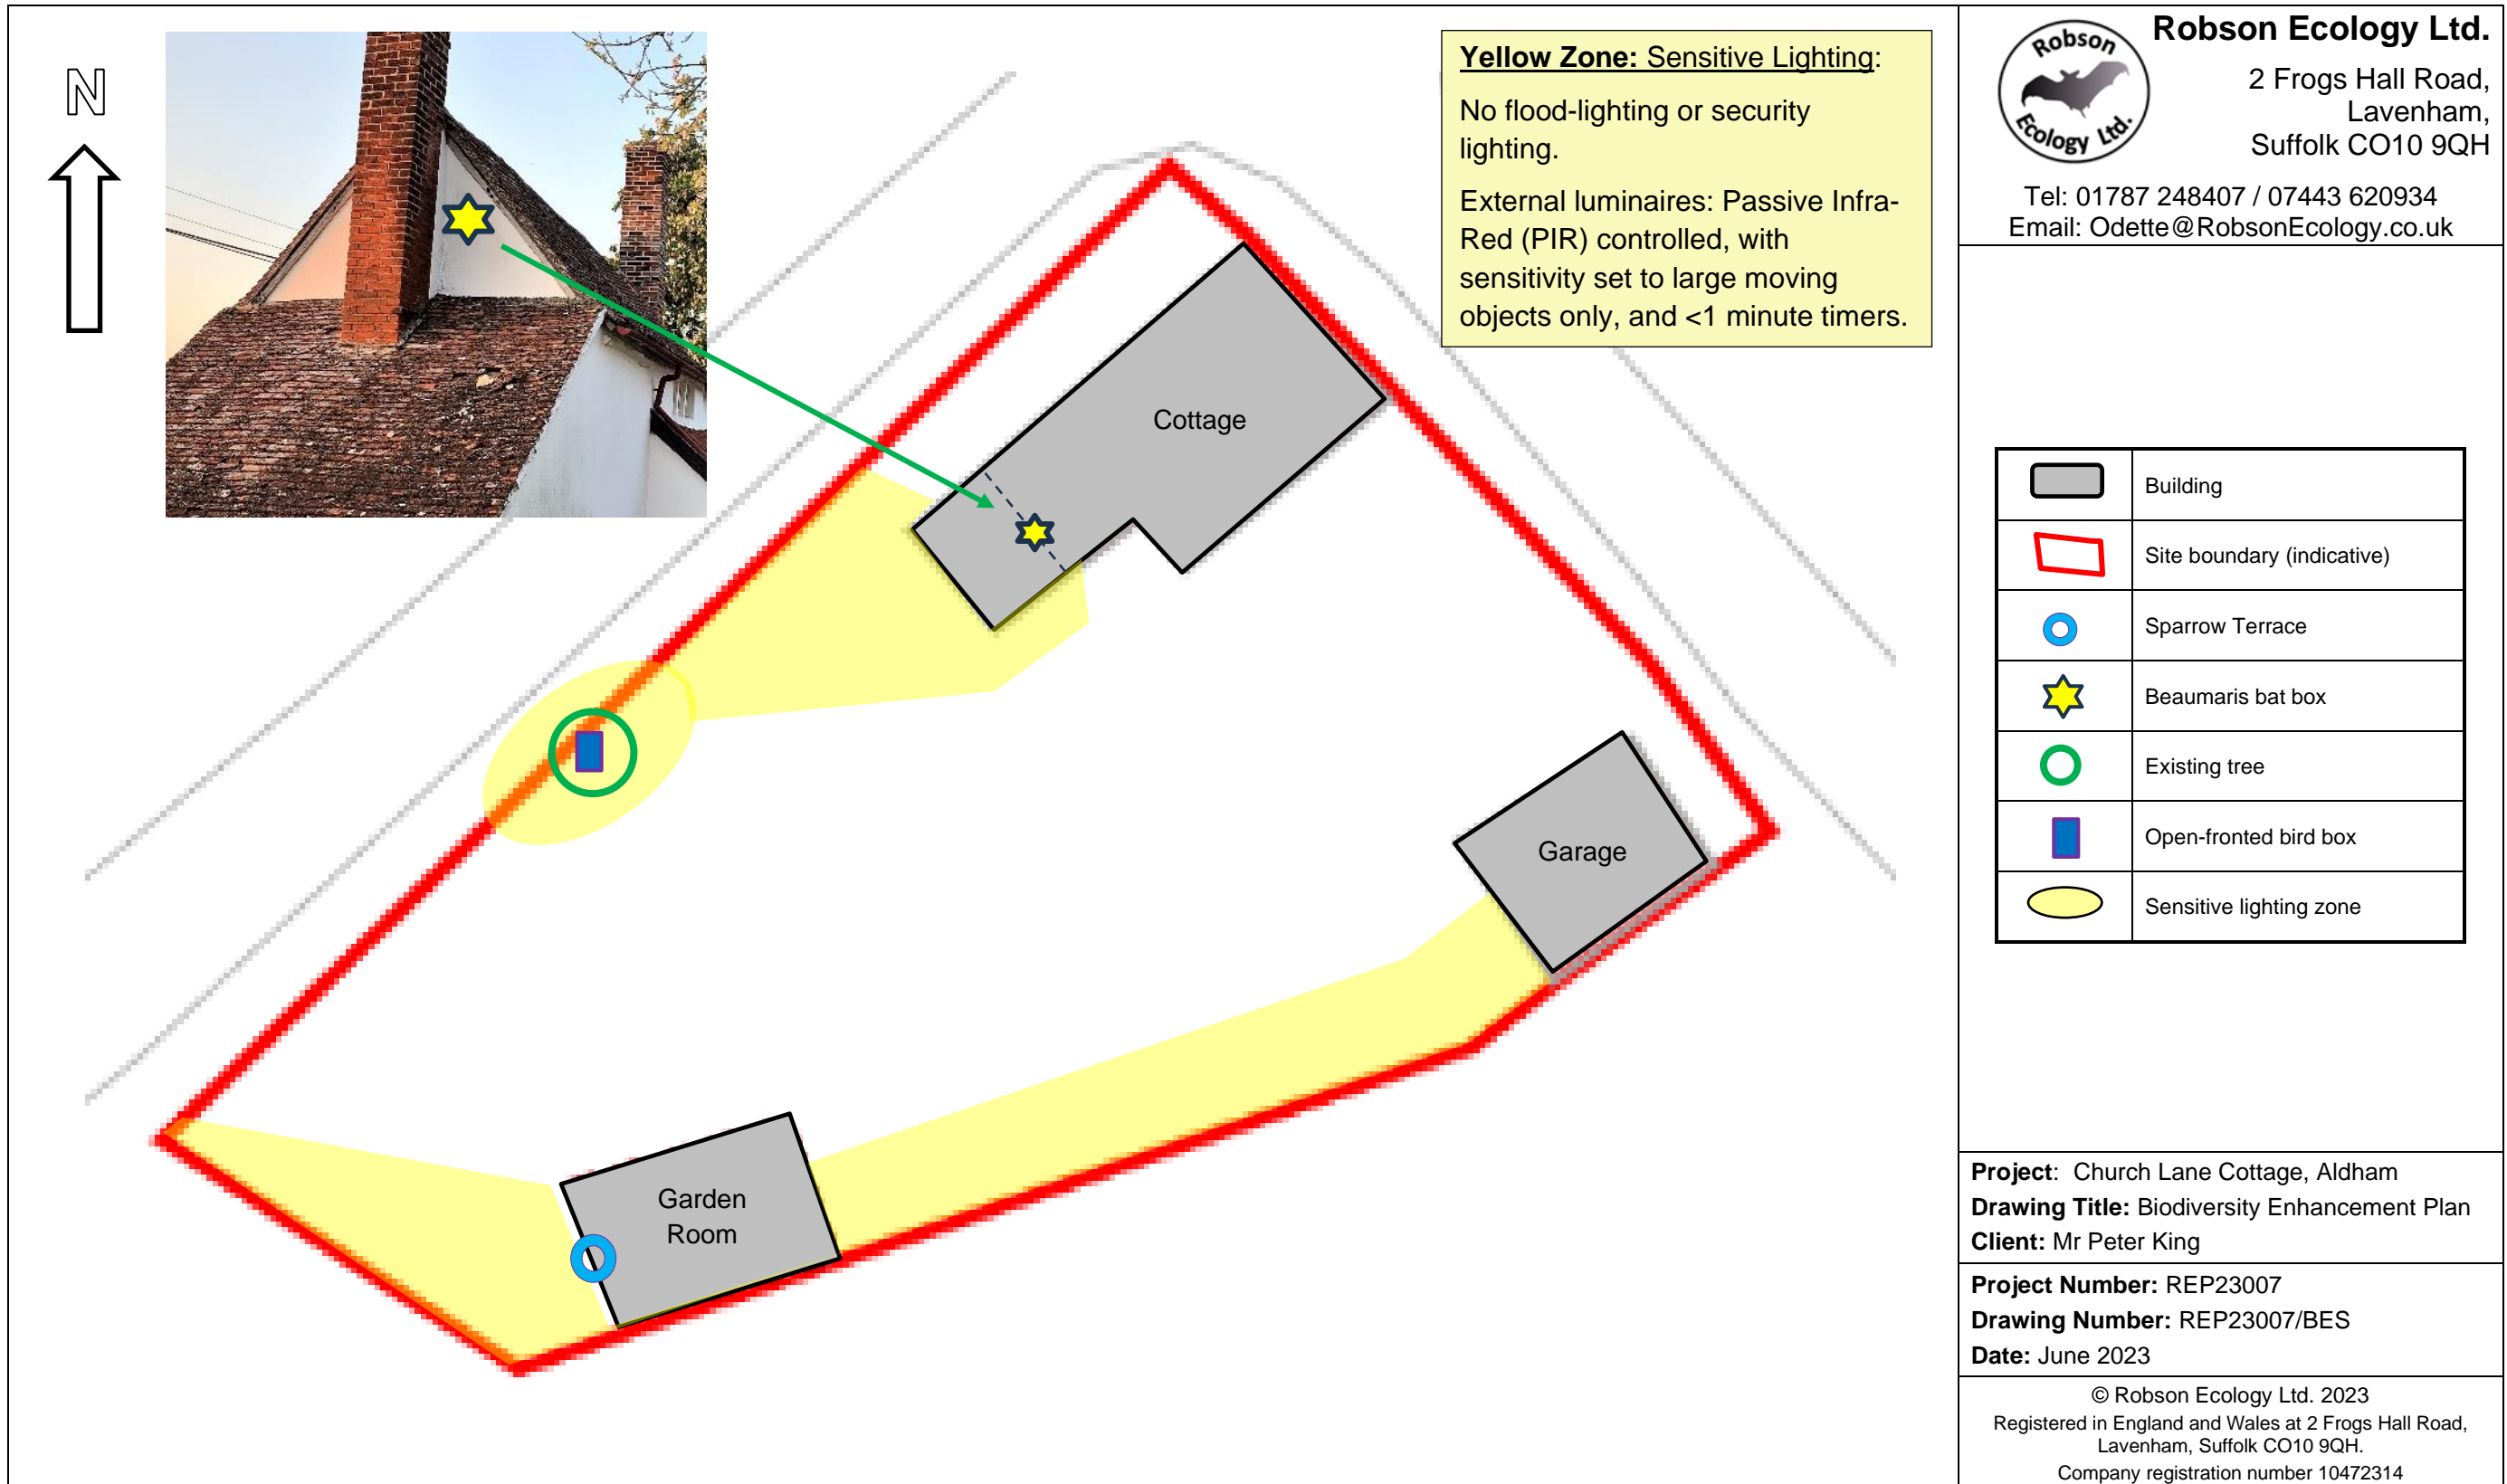 N
Yellow Zone: Sensitive Lighting:
No flood-lighting or security
lighting.
External luminaires: Passive Infra-
Red (PIR) controlled, with
sensitivity set to large moving
objects only, and <1 minute timers.
Cottage
Garage
Garden
Room
Robson
Ecology Ltd.
Robson Ecology Ltd.
2 Frogs Hall Road,
Lavenham,
Suffolk CO10 9QH
Tel: 01787 248407 / 07443 620934
Email: Odette@RobsonEcology.co.uk
Building
Site boundary (indicative)
Sparrow Terrace
Beaumaris bat box
Existing tree
Open-fronted bird box
Sensitive lighting zone
Project: Church Lane Cottage, Aldham
Drawing Title: Biodiversity Enhancement Plan
Client: Mr Peter King
Project Number: REP23007
Drawing Number: REP23007/BES
Date: June 2023
© Robson Ecology Ltd. 2023
Registered in England and Wales at 2 Frogs Hall Road,
Lavenham, Suffolk CO10 9QH.
Company registration number 10472314